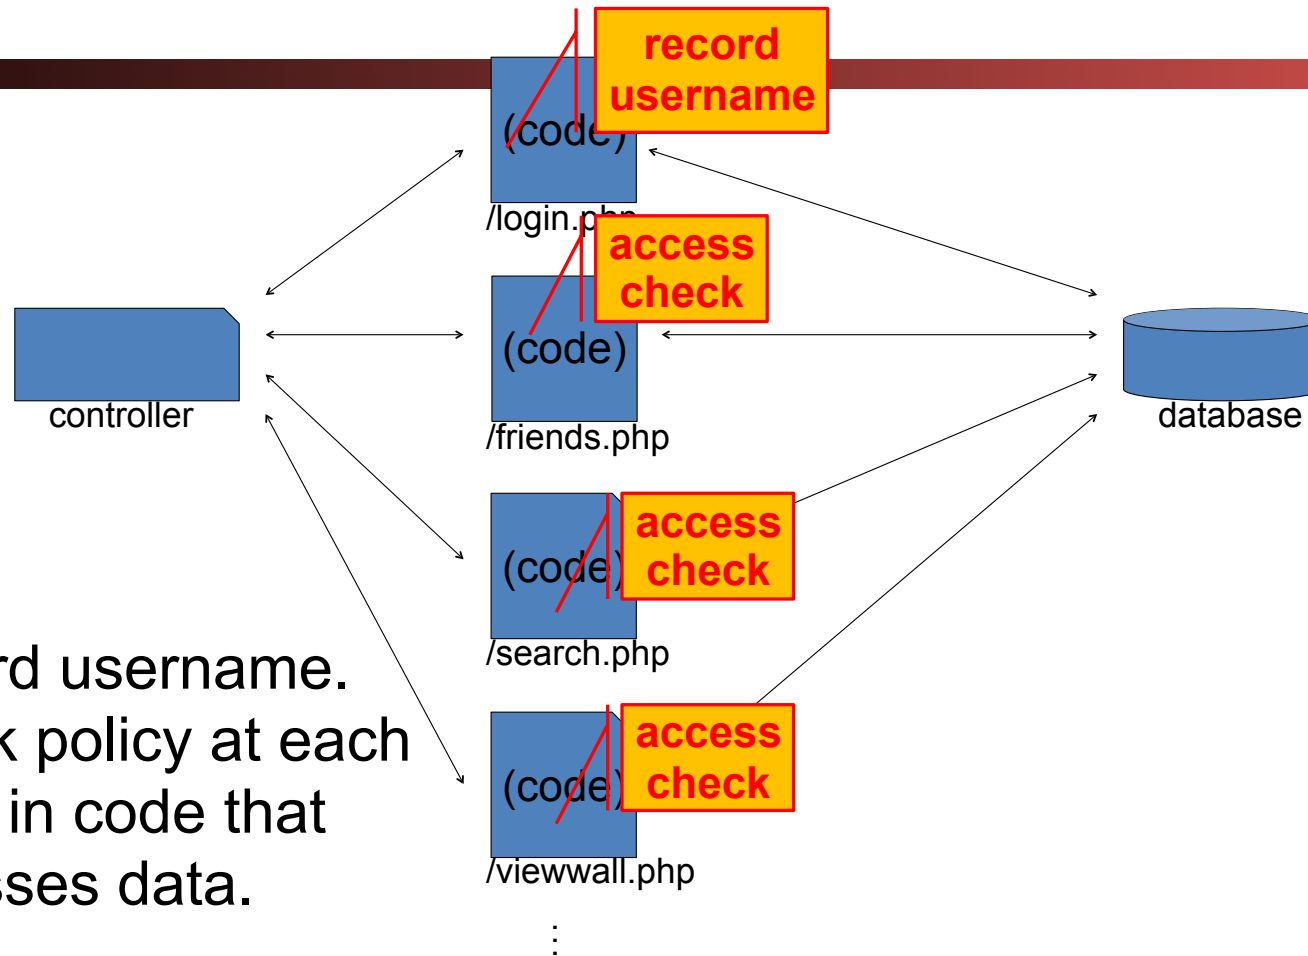 record
username
(code)
/login.php
access
check
(code)
/friends.php
controller
database
access
check
(code)
/search.php
rd username.
k policy at each
in code that
sses data.
access
check
(code)
/viewwall.php